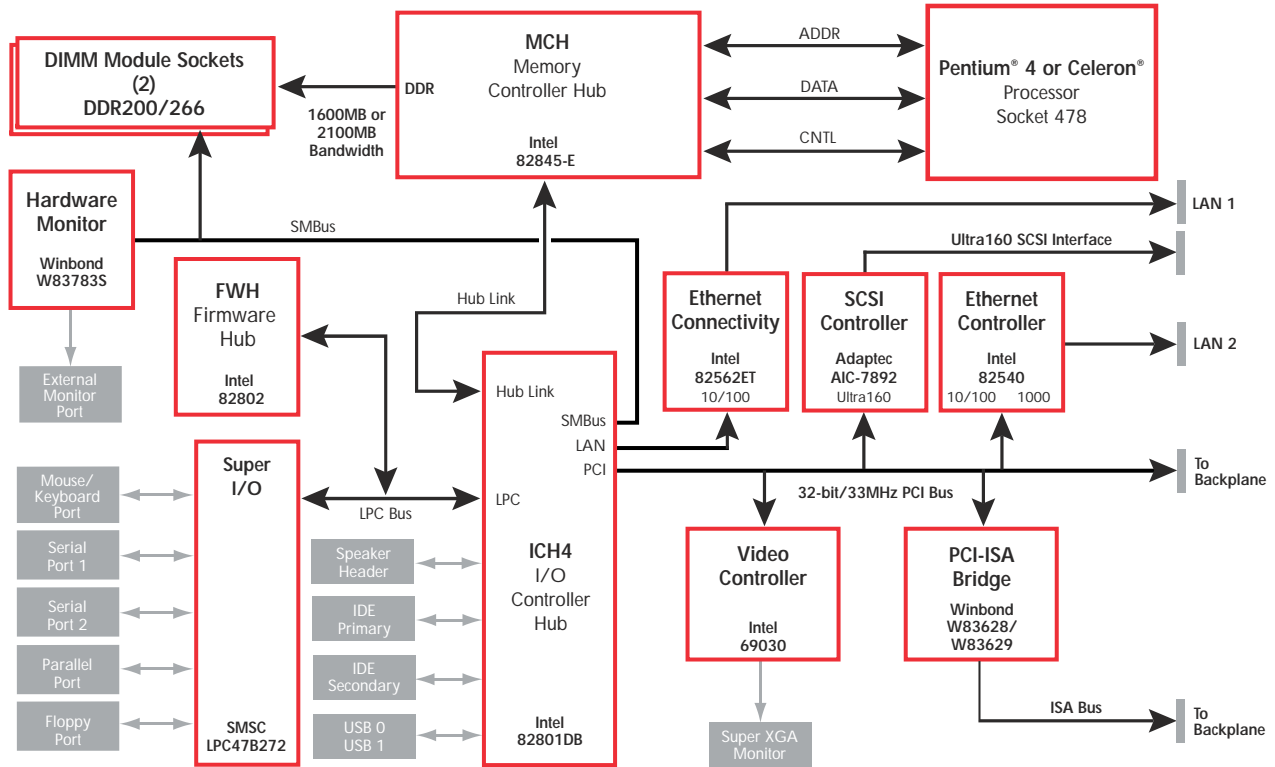 DIMM Module Sockets
(2)
DDR200/266
DDR
1600MB or
2100MB
Bandwidth
MCH
Memory
Controller Hub
Intel
82845-E
ADDR
DATA
CNTL
Pentium® 4 or Celeron®
Processor
Socket 478
Hardware
Monitor
Winbond
W83783S
SMBus
External
Monitor
Port
FWH
Firmware
Hub
Intel
82802
Hub Link
LAN 1
Ultra160 SCSI Interface
Ethernet
Connectivity
Intel
82562ET
10/100
SCSI
Controller
Adaptec
AIC-7892
Ultra160
Ethernet
Controller
Intel
82540
10/100 1000
LAN 2
Hub Link
SMBus
LAN
PCI
LPC
ICH4
I/O
Controller
Hub
Intel
82801DB
32-bit/33MHz PCI Bus
To
Backplane
Super
I/O
SMSC
LPC47B272
LPC Bus
Mouse/
Keyboard
Port
Serial
Port 1
Serial
Port 2
Parallel
Port
Floppy
Port
Speaker
Header
IDE
Primary
IDE
Secondary
USB 0
USB 1
Video
Controller
Intel
69030
Super XGA
Monitor
PCI-ISA
Bridge
Winbond
W83628/
W83629
ISA Bus
To
Backplane